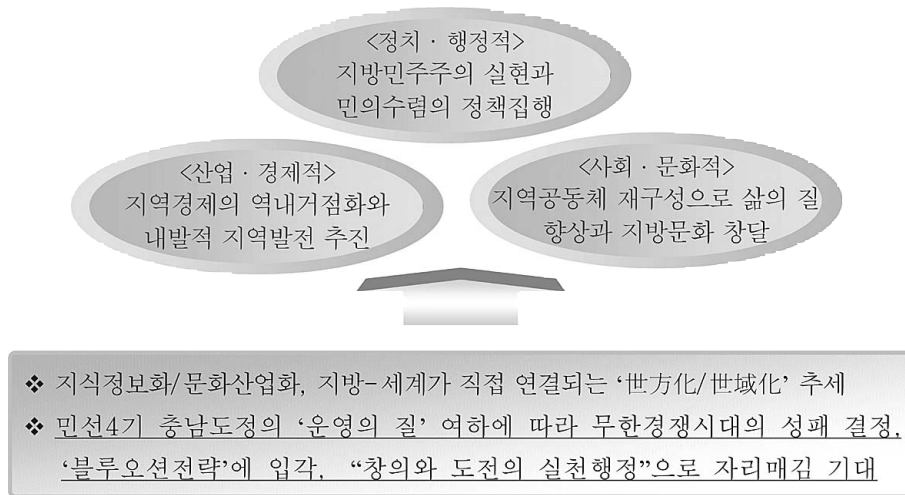 <정치 · 행정적>
지방민주주의 실현과
민의수렴의 정책집행
<산업 · 경제적>
지역경제의 역내거점화와
내발적 지역발전 추진
<사회 · 문화적>
지역공동체 재구성으로 삶의 질
향상과 지방문화 창달
❖ 지식정보화/문화산업화, 지방-세계가 직접 연결되는 ‘世方化/世域化’ 추세
❖ 민선4기 충남도정의 ‘운영의 질’ 여하에 따라 무한경쟁시대의 성패 결정,
‘블루오션전략’에 입각, “창의와 도전의 실천행정”으로 자리매김 기대